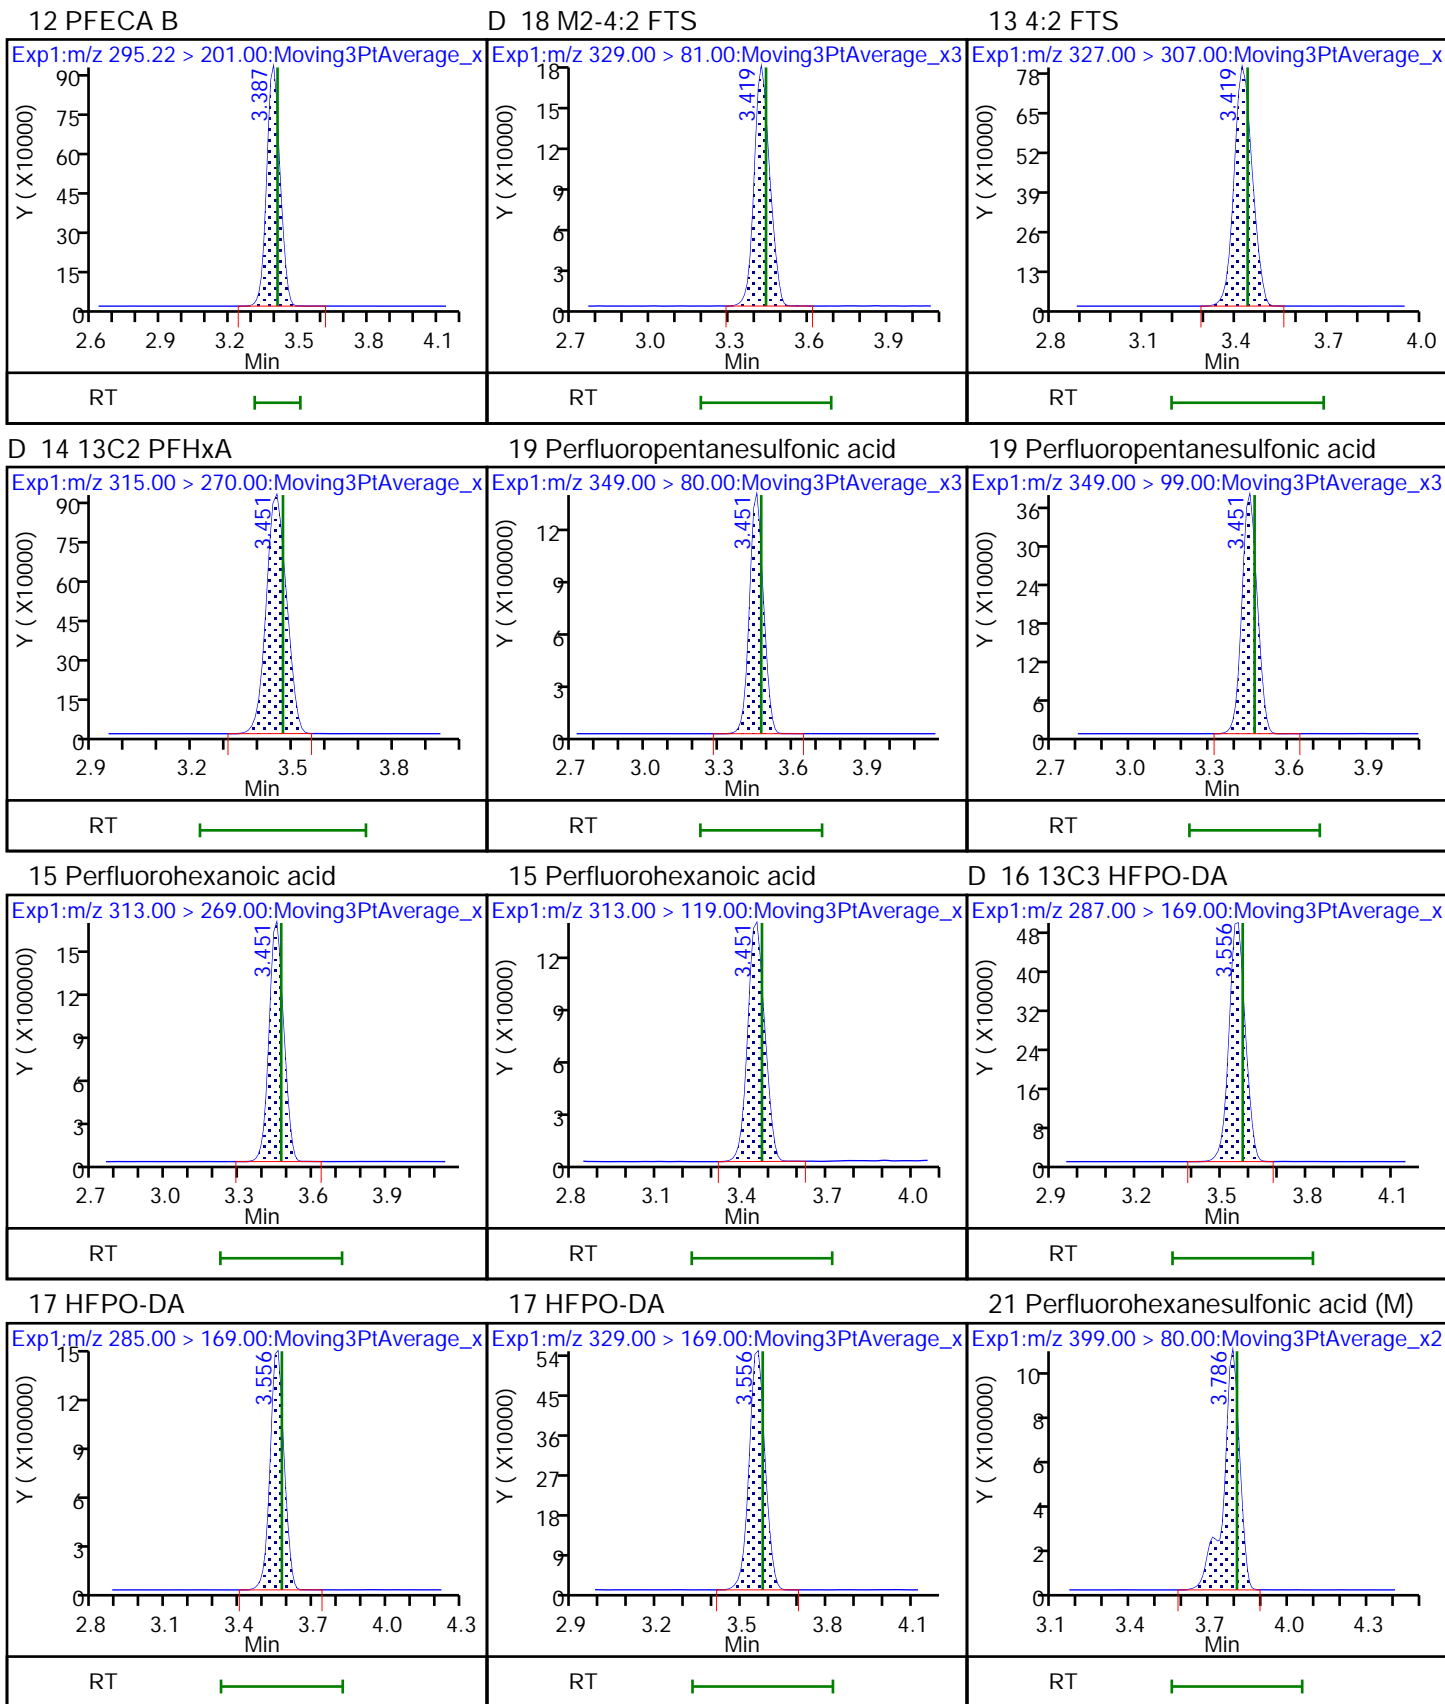 12 PFECA B
D 18 M2-4:2 FTS
13 4:2 FTS
Exp1:m/z 295.22 > 201.00:Moving3PtAverage_x
Exp1:m/z 329.00 > 81.00:Moving3PtAverage_x3
Exp1:m/z 327.00 > 307.00:Moving3PtAverage_x
Y ( X10000)
90
75
60
45
30
15
0
3.387
2.6 2.9 3.2 3.5 3.8 4.1
Min
RT
Y ( X10000)
18
15
12
9
6
3
0
3.419
2.7 3.0 3.3 3.6 3.9
Min
RT
Y ( X10000)
78
65
52
39
26
13
0
3.419
2.8 3.1 3.4 3.7 4.0
Min
RT
D 14 13C2 PFHxA
19 Perfluoropentanesulfonic acid
19 Perfluoropentanesulfonic acid
Exp1:m/z 315.00 > 270.00:Moving3PtAverage_x
Exp1:m/z 349.00 > 80.00:Moving3PtAverage_x3
Exp1:m/z 349.00 > 99.00:Moving3PtAverage_x3
Y ( X10000)
90
75
60
45
30
15
0
3.451
2.9 3.2 3.5 3.8
Min
RT
Y ( X100000)
12
9
6
3
0
3.451
2.7 3.0 3.3 3.6 3.9
Min
RT
Y ( X10000)
36
30
24
18
12
6
0
3.451
2.7 3.0 3.3 3.6 3.9
Min
RT
15 Perfluorohexanoic acid
15 Perfluorohexanoic acid
D 16 13C3 HFPO-DA
Exp1:m/z 313.00 > 269.00:Moving3PtAverage_x
Exp1:m/z 313.00 > 119.00:Moving3PtAverage_x
Exp1:m/z 287.00 > 169.00:Moving3PtAverage_x
Y ( X100000)
15
12
9
6
3
0
3.451
2.7 3.0 3.3 3.6 3.9
Min
RT
Y ( X10000)
12
9
6
3
0
3.451
2.8 3.1 3.4 3.7 4.0
Min
RT
Y ( X10000)
48
40
32
24
16
8
0
3.556
2.9 3.2 3.5 3.8 4.1
Min
RT
17 HFPO-DA
17 HFPO-DA
21 Perfluorohexanesulfonic acid (M)
Exp1:m/z 285.00 > 169.00:Moving3PtAverage_x
Exp1:m/z 329.00 > 169.00:Moving3PtAverage_x
Exp1:m/z 399.00 > 80.00:Moving3PtAverage_x2
Y ( X100000)
15
12
9
6
3
0
3.556
2.8 3.1 3.4 3.7 4.0 4.3
Min
RT
Y ( X10000)
54
45
36
27
18
9
0
3.556
2.9 3.2 3.5 3.8 4.1
Min
RT
Y ( X100000)
10
8
6
4
2
0
3.786
3.1 3.4 3.7 4.0 4.3
Min
RT